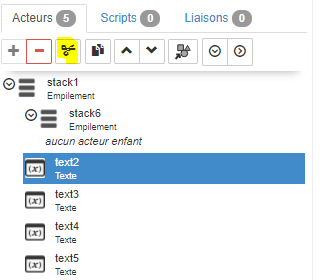 Acteurs 5 Scripts 0 Liaisons 0
stack1
Empilement
stack6
Empilement
aucun acteur enfant
(x) text2
Texte
(x) text3
Texte
(x) text4
Texte
(x) text5
Texte